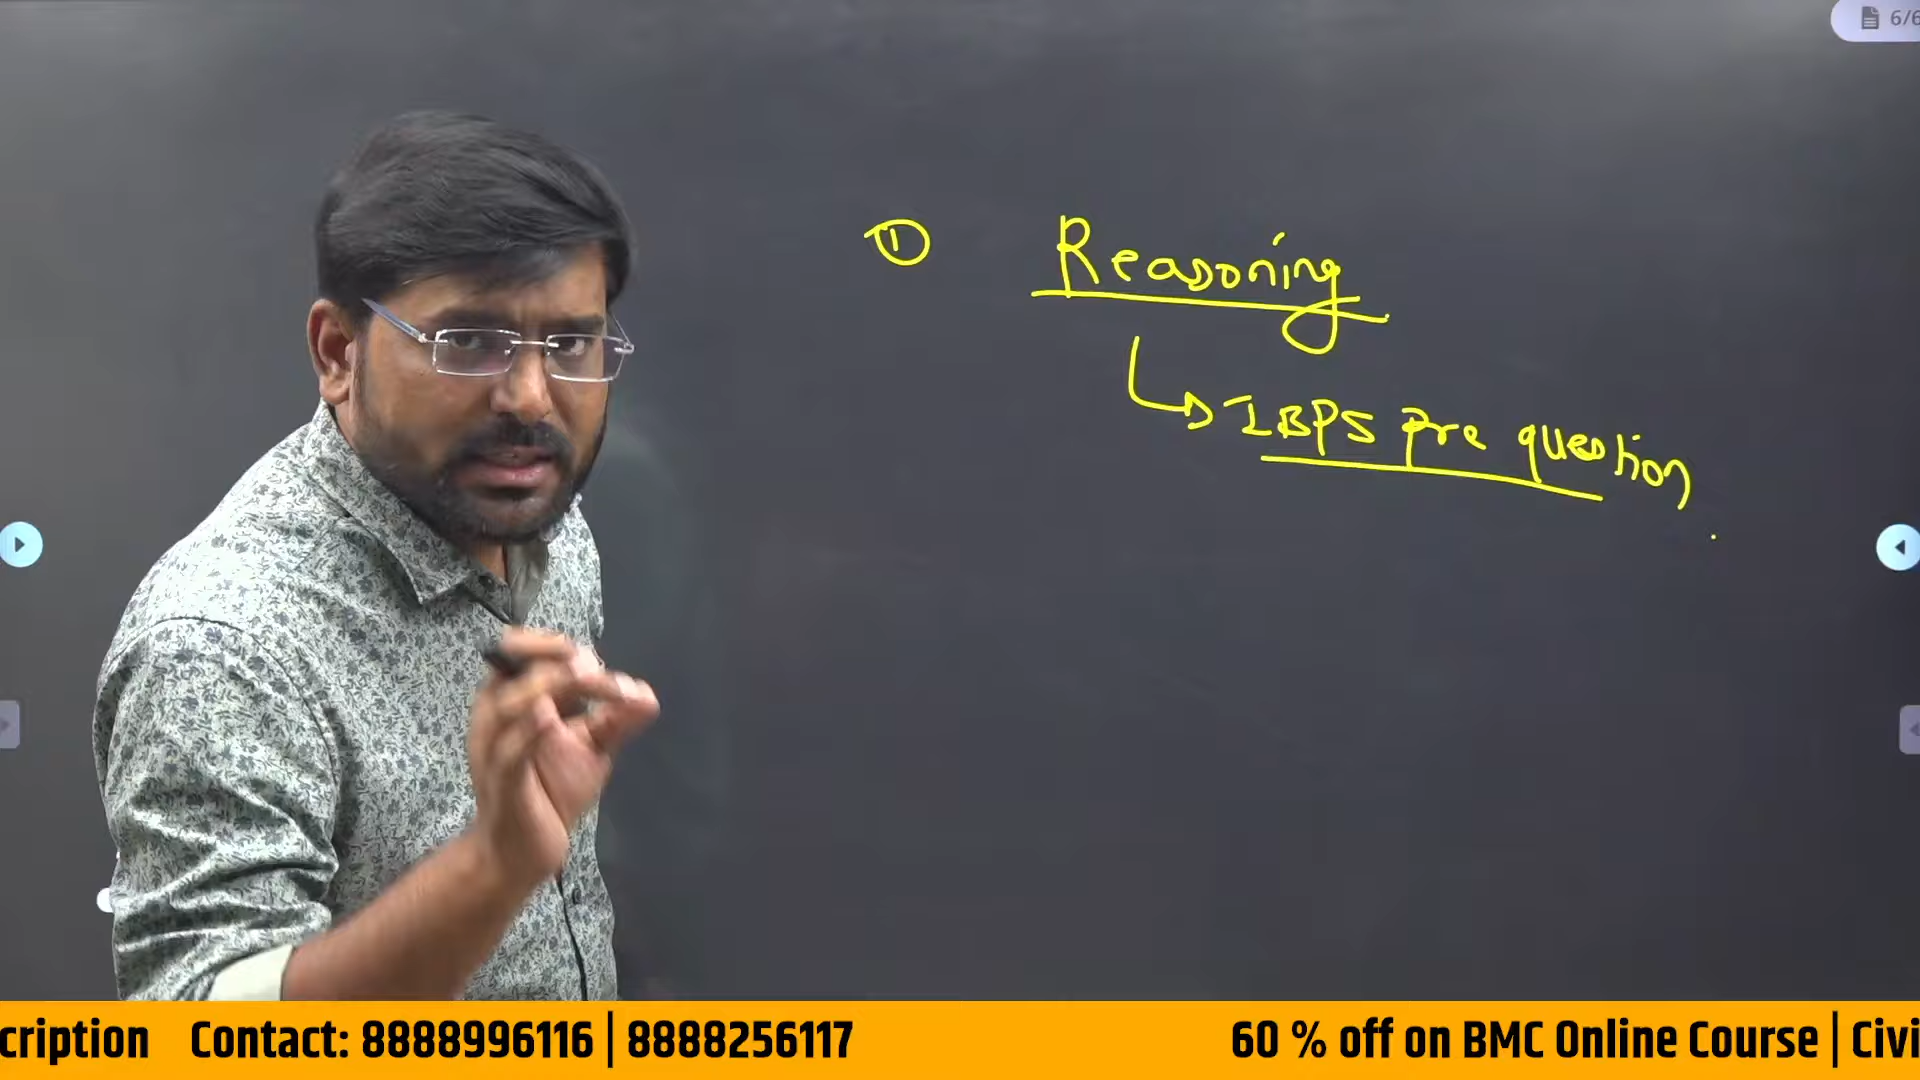 6/6
① Reasoning
IBPS pre question
cription Contact: 8888996116 | 8888256117 60 % off on BMC Online Course | Civi